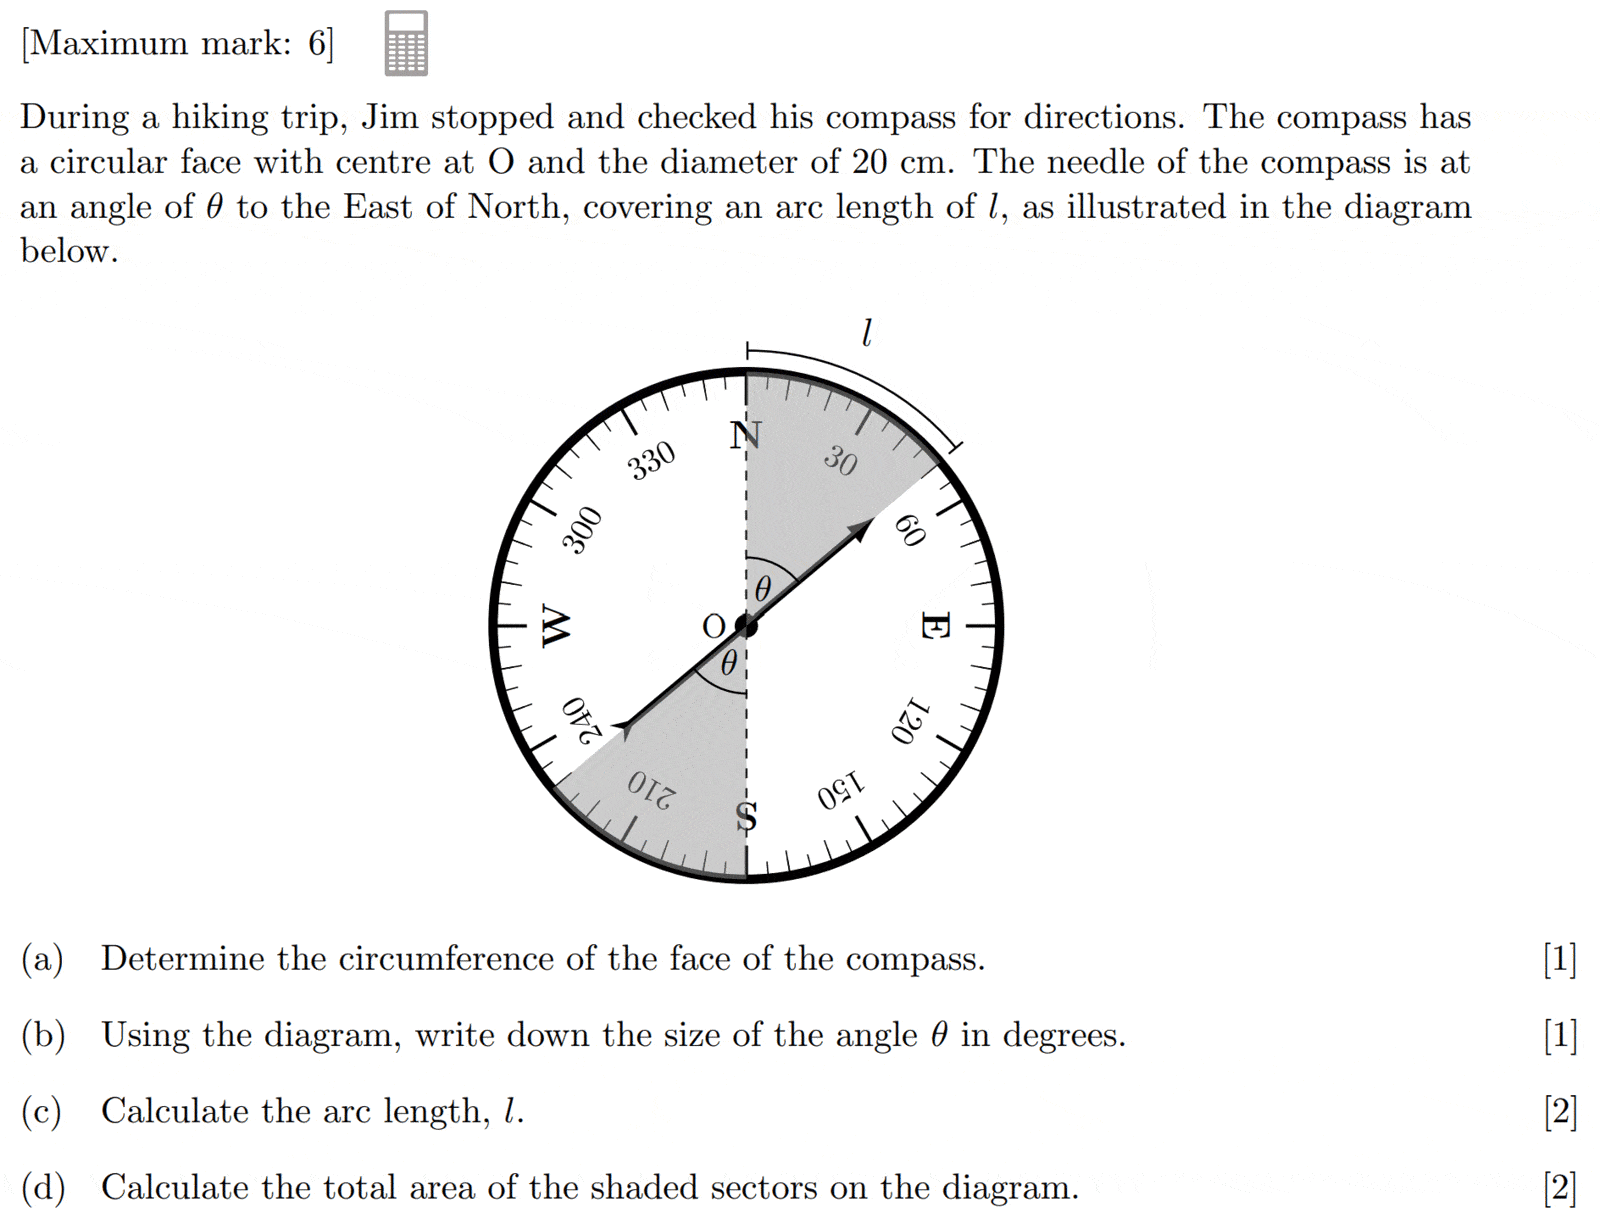 [Maximum mark: 6]
During a hiking trip, Jim stopped and checked his compass for directions. The compass has
a circular face with centre at O and the diameter of 20 cm. The needle of the compass is at
an angle of θ to the East of North, covering an arc length of l, as illustrated in the diagram
below.
l
N
30
330
60
300
θ
W
O
E
θ
240
120
210
150
S
(a) Determine the circumference of the face of the compass. [1]
(b) Using the diagram, write down the size of the angle θ in degrees. [1]
(c) Calculate the arc length, l. [2]
(d) Calculate the total area of the shaded sectors on the diagram. [2]